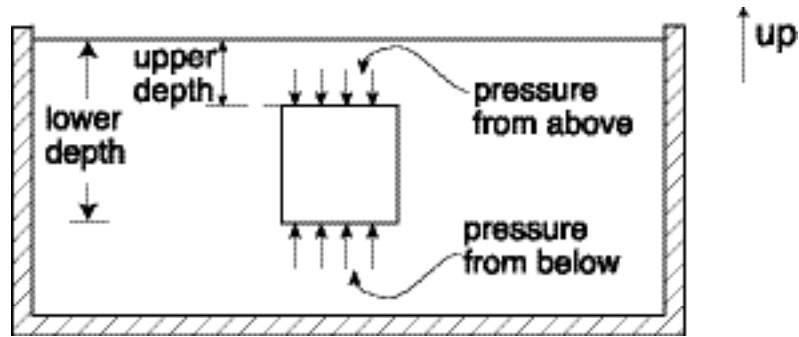 up
upper
depth
lower
depth
pressure
from above
pressure
from below